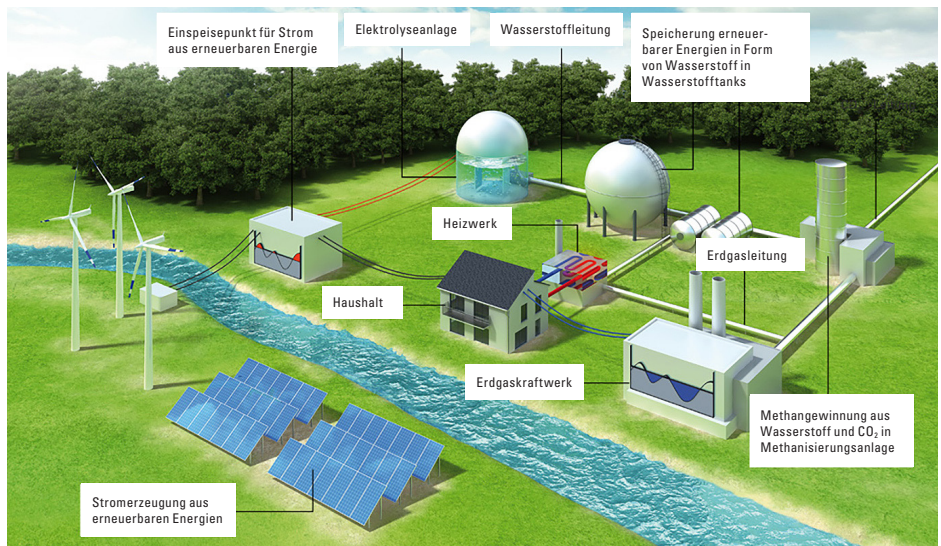 Einspeisepunkt für Strom
aus erneuerbaren Energie
Elektrolyseanlage
Wasserstoffleitung
Speicherung erneuer-
barer Energien in Form
von Wasserstoff in
Wasserstofftanks
Heizwerk
Erdgasleitung
Haushalt
Erdgaskraftwerk
Methangewinnung aus
Wasserstoff und CO₂ in
Methanisierungsanlage
Stromerzeugung aus
erneuerbaren Energien